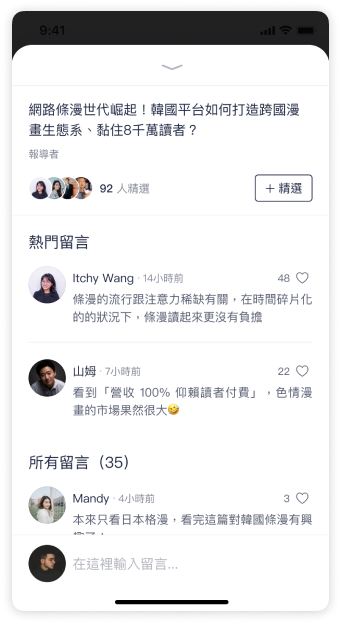 9:41
網路條漫世代崛起！韓國平台如何打造跨國漫
畫生態系、黏住8千萬讀者？
報導者
92 人精選
＋ 精選
熱門留言
Itchy Wang · 14小時前 48
條漫的流行跟注意力稀缺有關，在時間碎片化
的的狀況下，條漫讀起來更沒有負擔
山姆 · 7小時前 22
看到「營收 100% 仰賴讀者付費」，色情漫
畫的市場果然很大🤣
所有留言（35）
Mandy · 4小時前 3
本來只看日本格漫，看完這篇對韓國條漫有興
在這裡輸入留言...